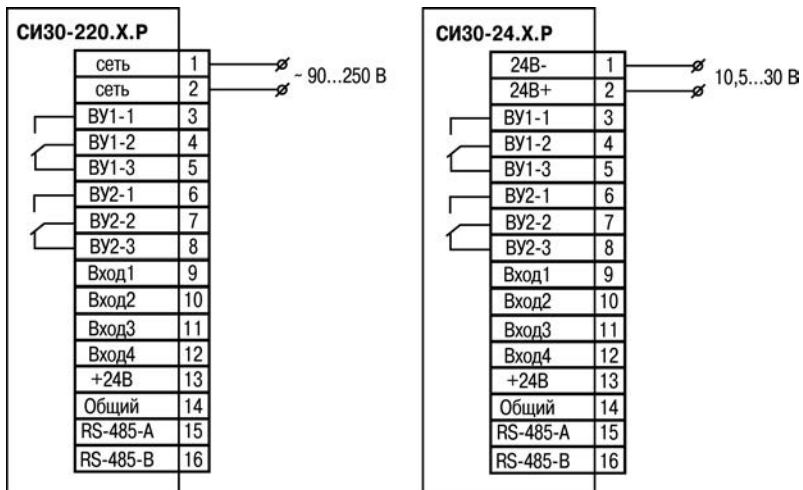 СИ30-220.Х.Р
сеть 1
сеть 2
~ 90...250 В
ВУ1-1 3
ВУ1-2 4
ВУ1-3 5
ВУ2-1 6
ВУ2-2 7
ВУ2-3 8
Вход1 9
Вход2 10
Вход3 11
Вход4 12
+24В 13
Общий 14
RS-485-A 15
RS-485-B 16
СИ30-24.Х.Р
24В- 1
24В+ 2
10,5...30 В
ВУ1-1 3
ВУ1-2 4
ВУ1-3 5
ВУ2-1 6
ВУ2-2 7
ВУ2-3 8
Вход1 9
Вход2 10
Вход3 11
Вход4 12
+24В 13
Общий 14
RS-485-A 15
RS-485-B 16